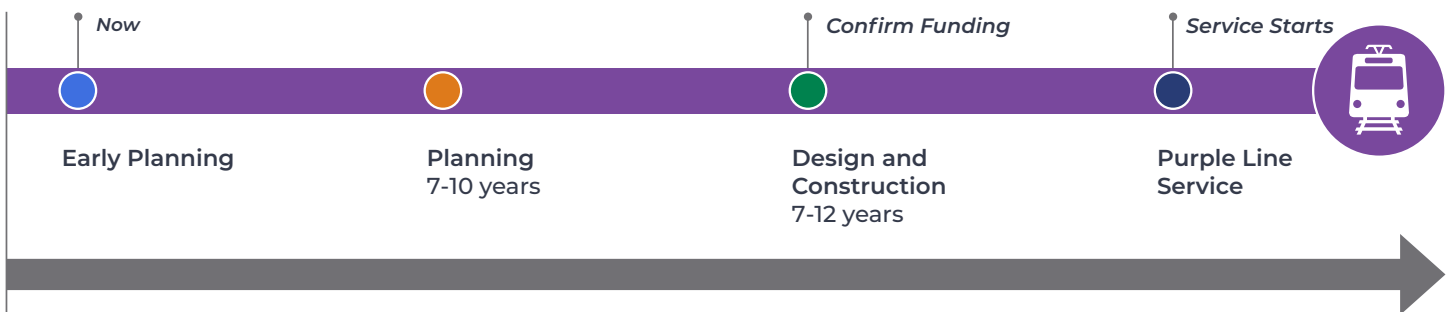 Now
Confirm Funding
Service Starts
Early Planning
Planning
7-10 years
Design and
Construction
7-12 years
Purple Line
Service